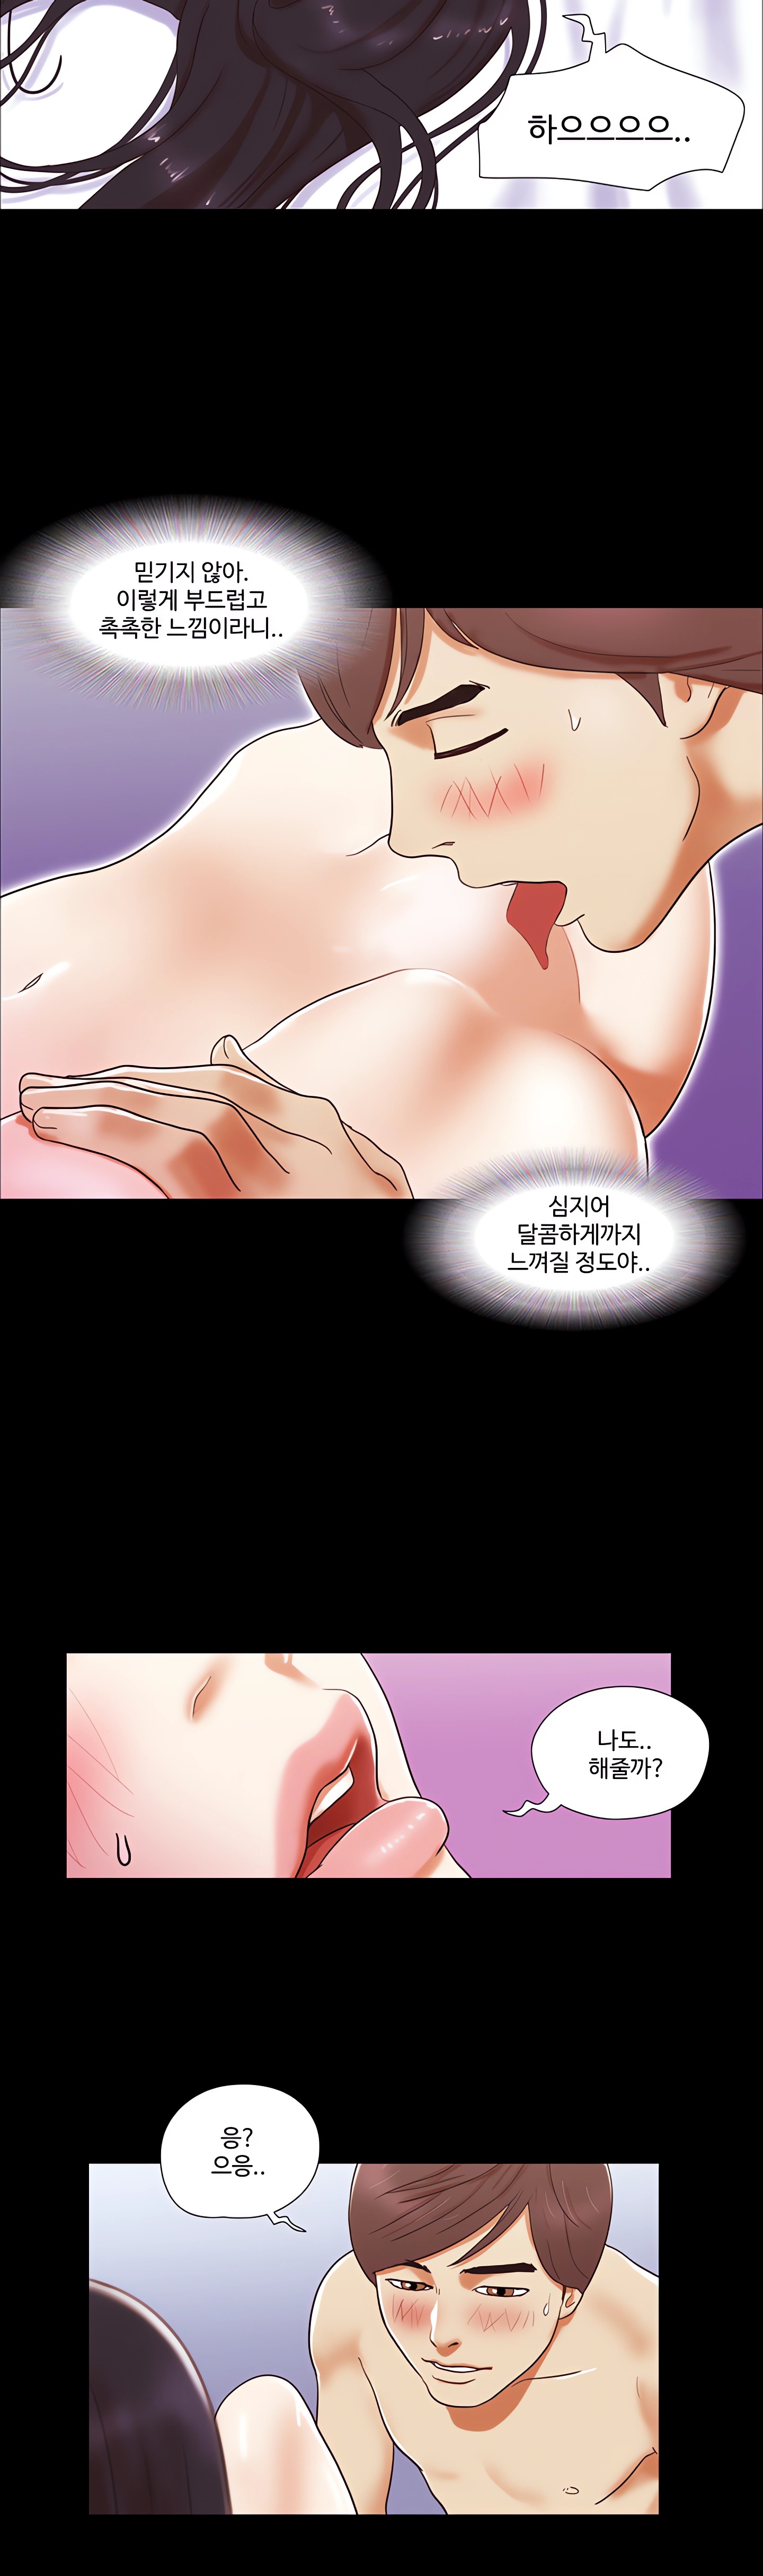 하으으으으..
믿기지 않아.
이렇게 부드럽고
촉촉한 느낌이라니..
심지어
달콤하게까지
느껴질 정도야..
나도..
해줄까?
응?
으응..